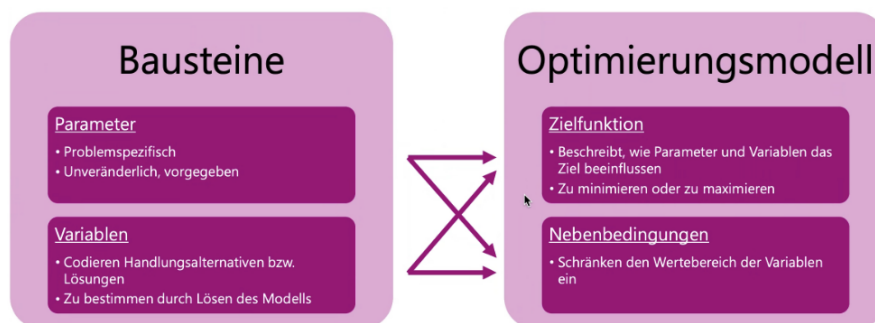 Bausteine
Parameter
• Problemspezifisch
• Unveränderlich, vorgegeben
Variablen
• Codieren Handlungsalternativen bzw.
Lösungen
• Zu bestimmen durch Lösen des Modells
Optimierungsmodell
Zielfunktion
• Beschreibt, wie Parameter und Variablen das
Ziel beeinflussen
• Zu minimieren oder zu maximieren
Nebenbedingungen
• Schränken den Wertebereich der Variablen
ein